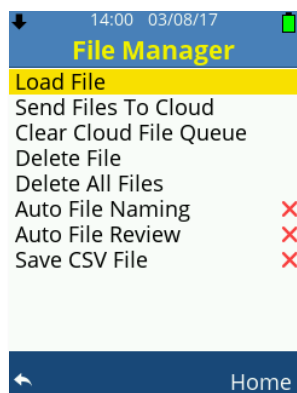 14:00 03/08/17
File Manager
Load File
Send Files To Cloud
Clear Cloud File Queue
Delete File
Delete All Files
Auto File Naming
Auto File Review
Save CSV File
Home